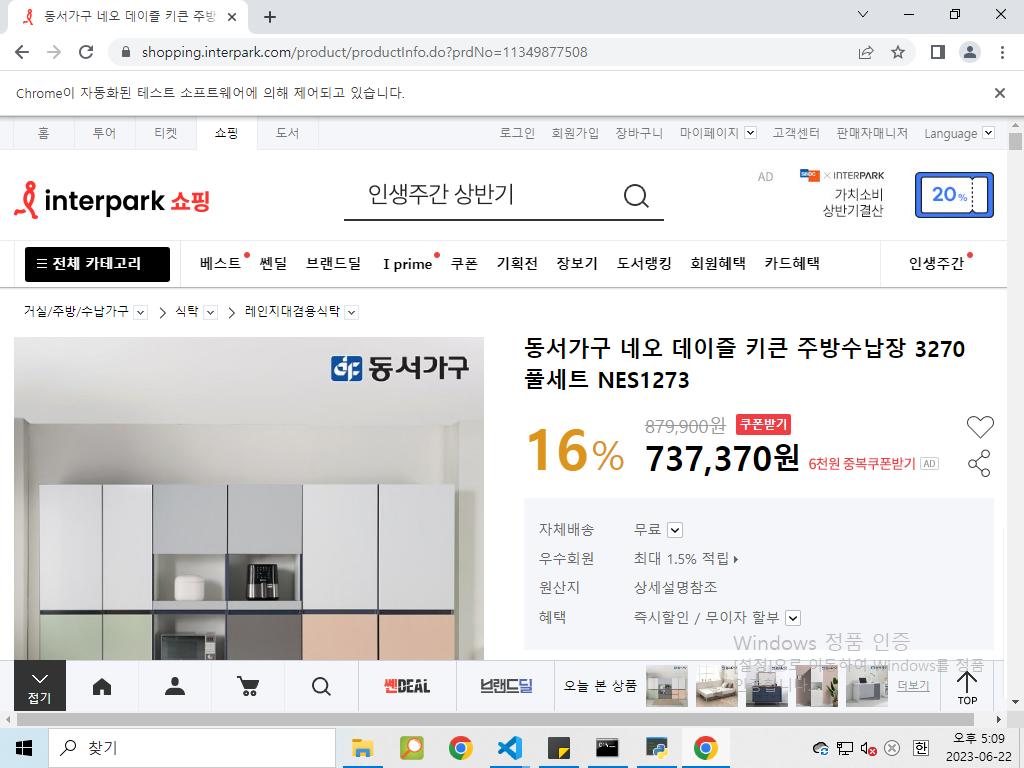 동서가구 네오 데이즐 키큰 주방
shopping.interpark.com/product/productInfo.do?prdNo=11349877508
Chrome이 자동화된 테스트 소프트웨어에 의해 제어되고 있습니다.
홈 투어 티켓 쇼핑 도서 로그인 회원가입 장바구니 마이페이지 고객센터 판매자매니저 Language
interpark 쇼핑
인생주간 상반기
AD
× INTERPARK
가치소비
상반기결산
20%
전체 카테고리 베스트 쎈딜 브랜드딜 I prime 쿠폰 기획전 장보기 도서랭킹 회원혜택 카드혜택 인생주간
거실/주방/수납가구 > 식탁 > 레인지대겸용식탁
동서가구
동서가구 네오 데이즐 키큰 주방수납장 3270
풀세트 NES1273
16%
879,900원 쿠폰받기
737,370원 6천원 중복쿠폰받기 AD
자체배송 무료
우수회원 최대 1.5% 적립
원산지 상세설명참조
혜택 즉시할인 / 무이자 할부
Windows 정품 인증
[설정]으로 이동하여 Windows를 정품
인증합니다.
접기
쎈DEAL
브랜드딜
오늘 본 상품
더보기
TOP
찾기
한
오후 5:09
2023-06-22